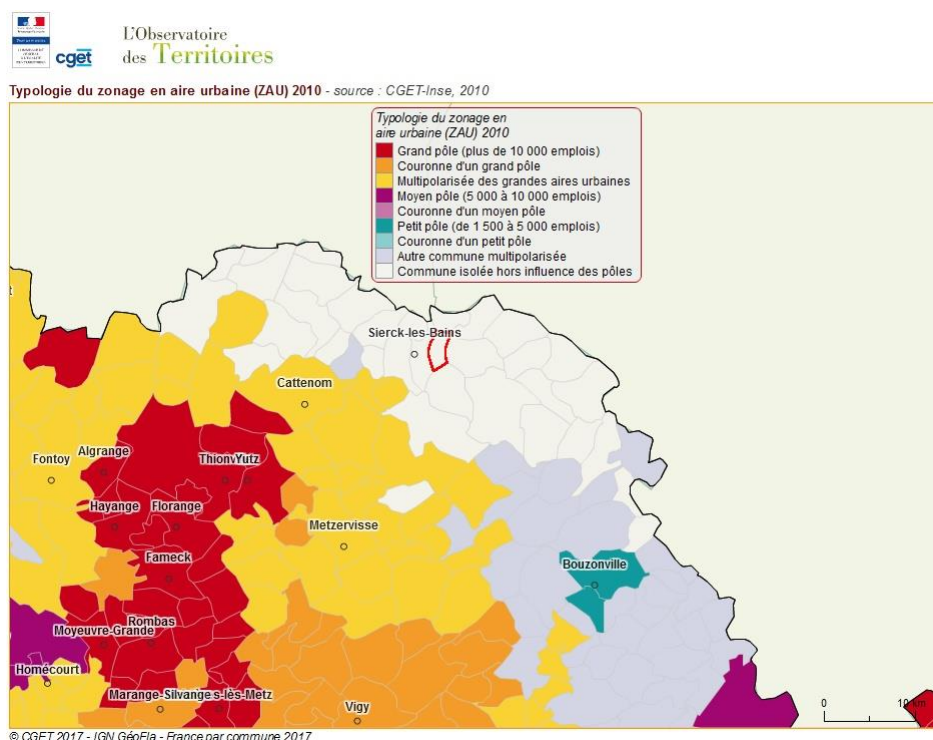 cget
L'Observatoire
des Territoires
Typologie du zonage en aire urbaine (ZAU) 2010 - source : CGET-Inse, 2010
Typologie du zonage en
aire urbaine (ZAU) 2010
Grand pôle (plus de 10 000 emplois)
Couronne d'un grand pôle
Multipolarisée des grandes aires urbaines
Moyen pôle (5 000 à 10 000 emplois)
Couronne d'un moyen pôle
Petit pôle (de 1 500 à 5 000 emplois)
Couronne d'un petit pôle
Autre commune multipolarisée
Commune isolée hors influence des pôles
t
Sierck-les-Bains
Cattenom
Fontoy
Algrange
ThionvYutz
Hayange
Florange
Metzervisse
Fameck
Bouzonville
Rombas
Moyeuvre-Grande
Homécourt
Marange-Silvange s-lès-Metz
Vigy
0 10 km
© CGET 2017 - IGN GéoFla - France par commune 2017